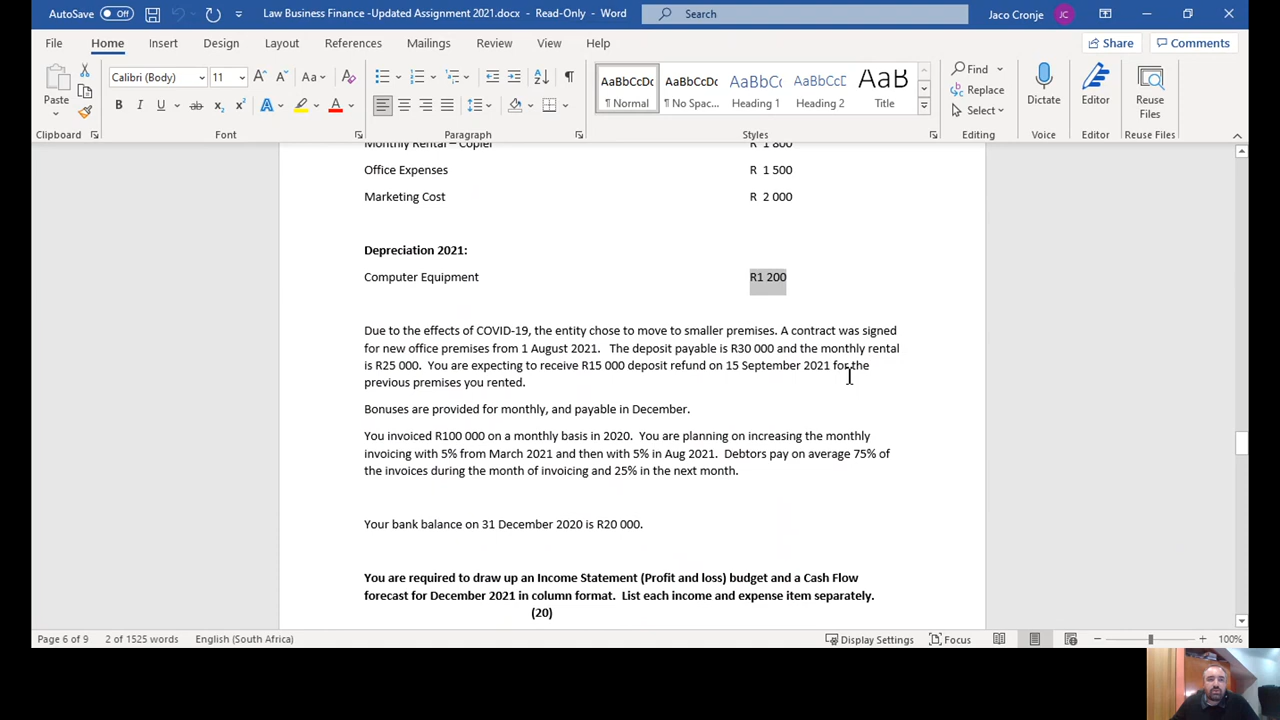 AutoSave Off Law Business Finance -Updated Assignment 2021.docx - Read-Only - Word Search Jaco Cronje JC
File Home Insert Design Layout References Mailings Review View Help Share Comments
Calibri (Body) 11 AaBbCcDc AaBbCcDc AaBbCc AaBbCcD AaB Find
Paste Replace Dictate Editor Reuse Files
¶ Normal ¶ No Spac... Heading 1 Heading 2 Title Select
Clipboard Font Paragraph Styles Editing Voice Editor Reuse Files
Monthly Rental – Copier R 1 800
Office Expenses R 1 500
Marketing Cost R 2 000
Depreciation 2021:
Computer Equipment R1 200
Due to the effects of COVID-19, the entity chose to move to smaller premises. A contract was signed
for new office premises from 1 August 2021. The deposit payable is R30 000 and the monthly rental
is R25 000. You are expecting to receive R15 000 deposit refund on 15 September 2021 for the
previous premises you rented.
Bonuses are provided for monthly, and payable in December.
You invoiced R100 000 on a monthly basis in 2020. You are planning on increasing the monthly
invoicing with 5% from March 2021 and then with 5% in Aug 2021. Debtors pay on average 75% of
the invoices during the month of invoicing and 25% in the next month.
Your bank balance on 31 December 2020 is R20 000.
You are required to draw up an Income Statement (Profit and loss) budget and a Cash Flow
forecast for December 2021 in column format. List each income and expense item separately.
(20)
Page 6 of 9 2 of 1525 words English (South Africa) Display Settings Focus 100%